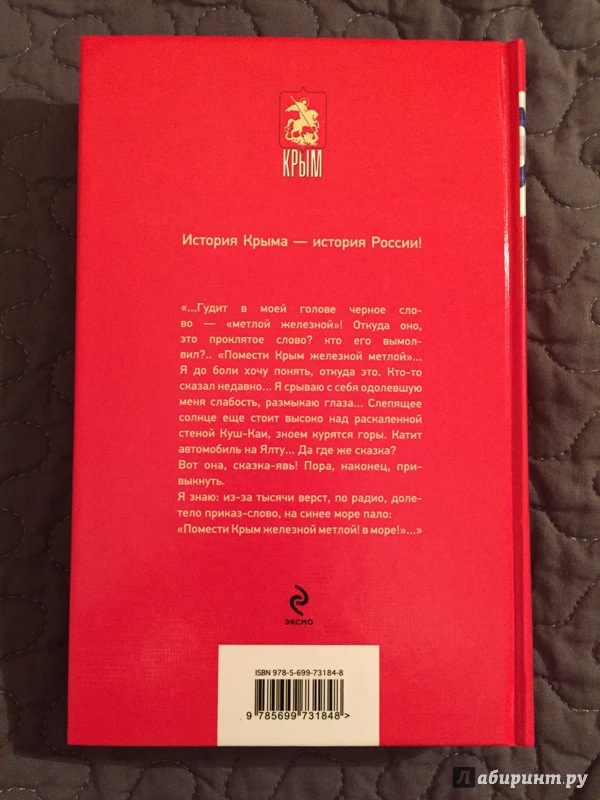 КРЫМ
История Крыма — история России!
«...Гудит в моей голове черное сло-
во — «метлой железной»! Откуда оно,
это проклятое слово? кто его вымол-
вил?.. «Помести Крым железной метлой»...
Я до боли хочу понять, откуда это. Кто-то
сказал недавно... Я срываю с себя одолевшую
меня слабость, размыкаю глаза... Слепящее
солнце еще стоит высоко над раскаленной
стеной Куш-Каи, зноем курятся горы. Катит
автомобиль на Ялту... Да где же сказка?
Вот она, сказка-явь! Пора, наконец, при-
выкнуть.
Я знаю: из-за тысячи верст, по радио, доле-
тело приказ-слово, на синее море пало:
«Помести Крым железной метлой! в море!»...»
ЭКСМО
ISBN 978-5-699-73184-8
9 785699 731848 >
Лабиринт.ру